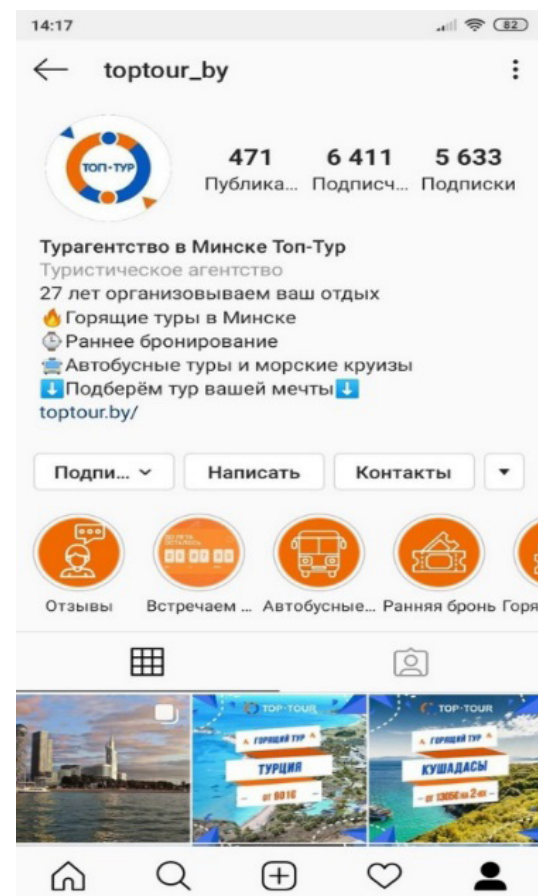 14:17
82
toptour_by
ТОП-ТУР
471 6 411 5 633
Публика... Подписч... Подписки
Турагентство в Минске Топ-Тур
Туристическое агентство
27 лет организовываем ваш отдых
Горящие туры в Минске
Раннее бронирование
Автобусные туры и морские круизы
Подберём тур вашей мечты
toptour.by/
Подпи... Написать Контакты
Отзывы Встречаем ... Автобусные... Ранняя бронь Горя
TOP-TOUR
ГОРЯЩИЙ ТУР
ТУРЦИЯ
TOP-TOUR
ГОРЯЩИЙ ТУР
КУШАДАСЫ